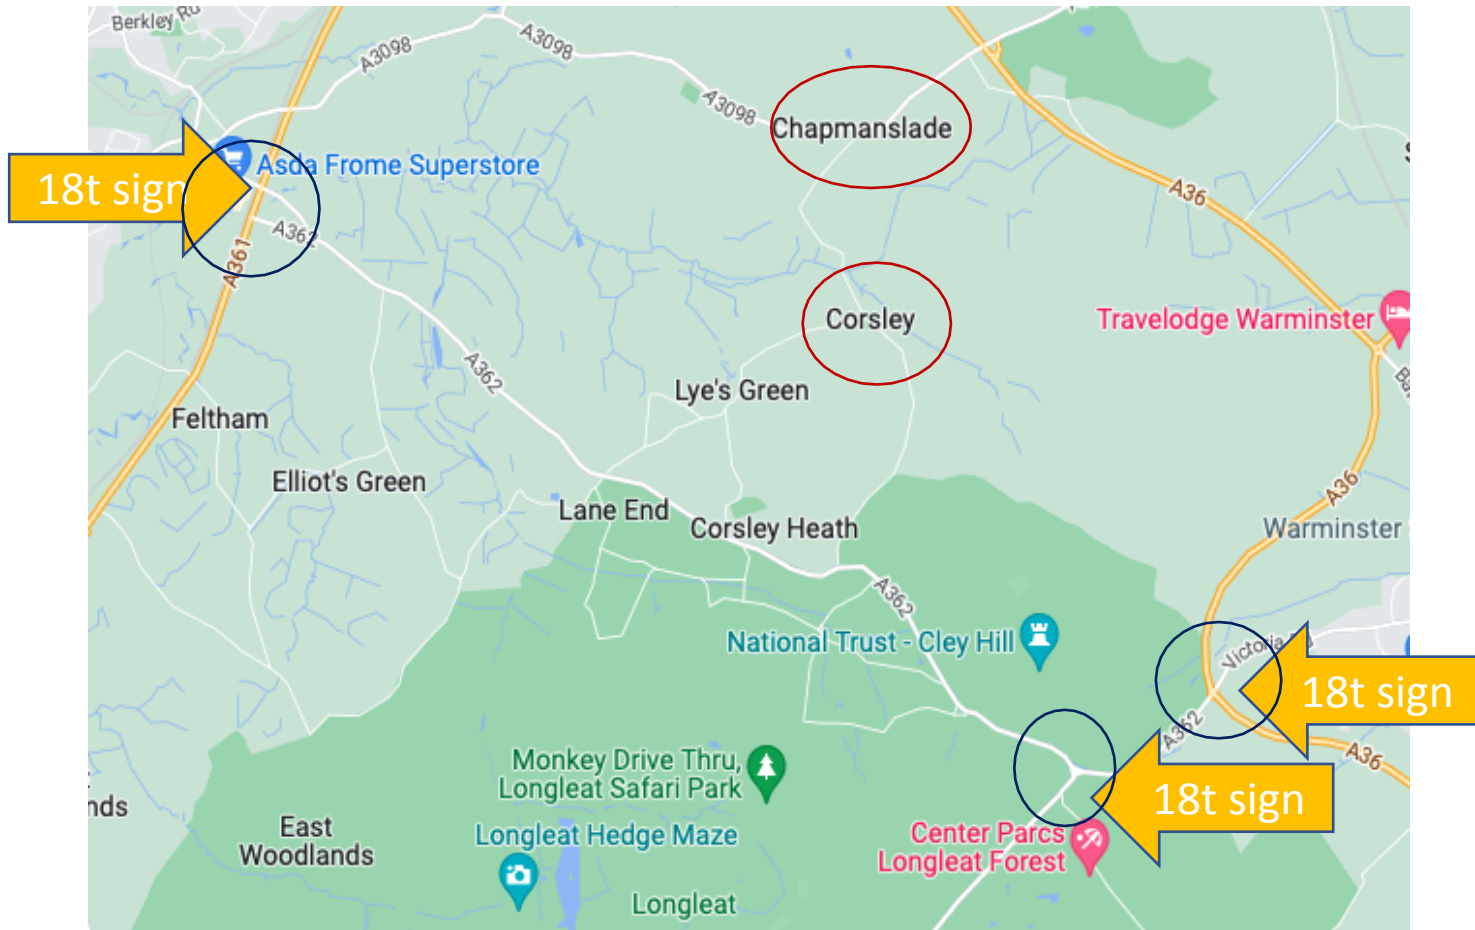 Berkley Rd
A3098
A3098
A3098
Chapmanslade
Asda Frome Superstore
18t sign
A36
A362
A361
Corsley
Travelodge Warminster
A362
Lye's Green
Feltham
Elliot's Green
A36
Lane End
Corsley Heath
Warminster
A362
National Trust - Cley Hill
Victoria Rd
18t sign
A362
A36
Monkey Drive Thru,
Longleat Safari Park
18t sign
nds
East
Woodlands
Longleat Hedge Maze
Center Parcs
Longleat Forest
Longleat